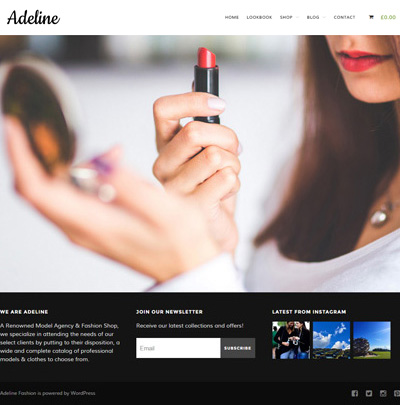 Adeline
HOME LOOKBOOK SHOP BLOG CONTACT £0.00
WE ARE ADELINE
A Renowned Model Agency & Fashion Shop,
we specialize in attending the needs of our
select clients by putting to their disposition, a
wide and complete catalog of professional
models & clothes to choose from.
JOIN OUR NEWSLETTER
Receive our latest collections and offers!
Email SUBSCRIBE
LATEST FROM INSTAGRAM
Adeline Fashion is powered by WordPress